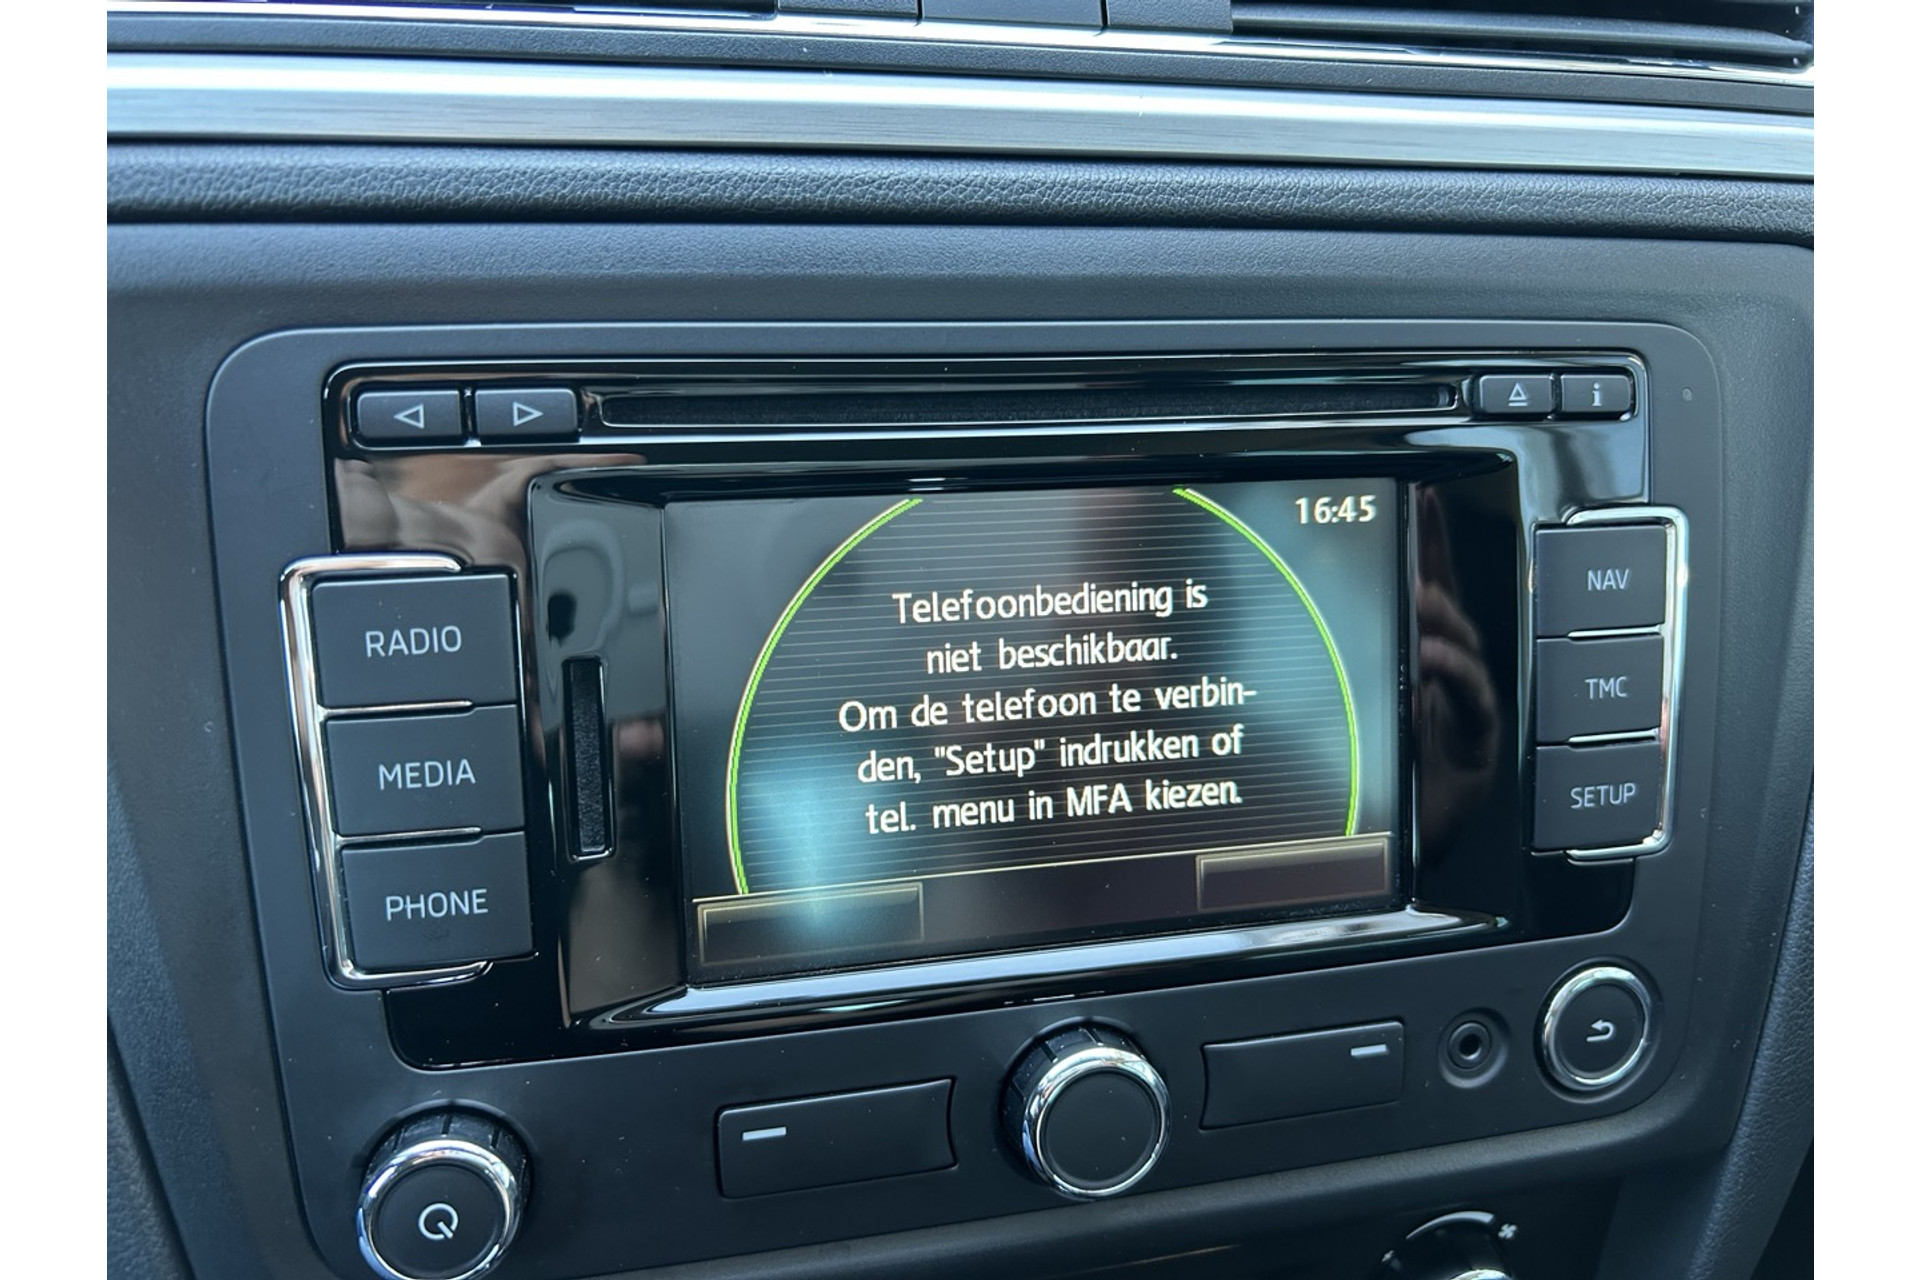 i
16:45
RADIO
MEDIA
PHONE
Telefoonbediening is
niet beschikbaar.
Om de telefoon te verbin-
den, "Setup" indrukken of
tel. menu in MFA kiezen.
NAV
TMC
SETUP